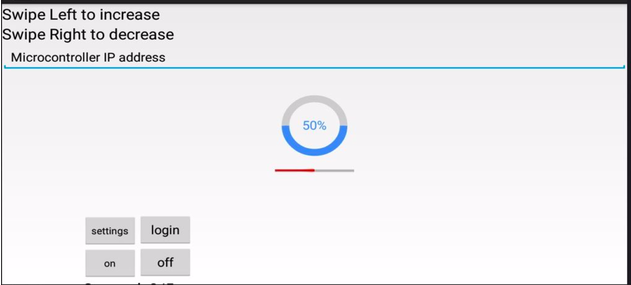 Swipe Left to increase
Swipe Right to decrease
Microcontroller IP address
50%
settings login
on off